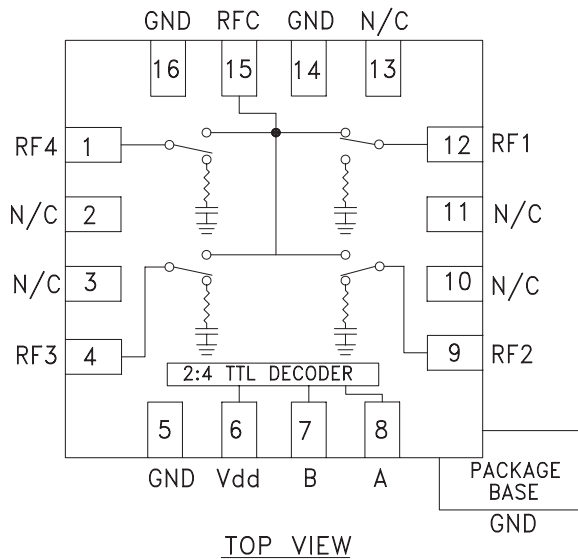 GND RFC GND N/C
16 15 14 13
RF4 1 12 RF1
N/C 2 11 N/C
N/C 3 10 N/C
RF3 4 9 RF2
2:4 TTL DECODER
5 6 7 8
GND Vdd B A
PACKAGE
BASE
GND
TOP VIEW